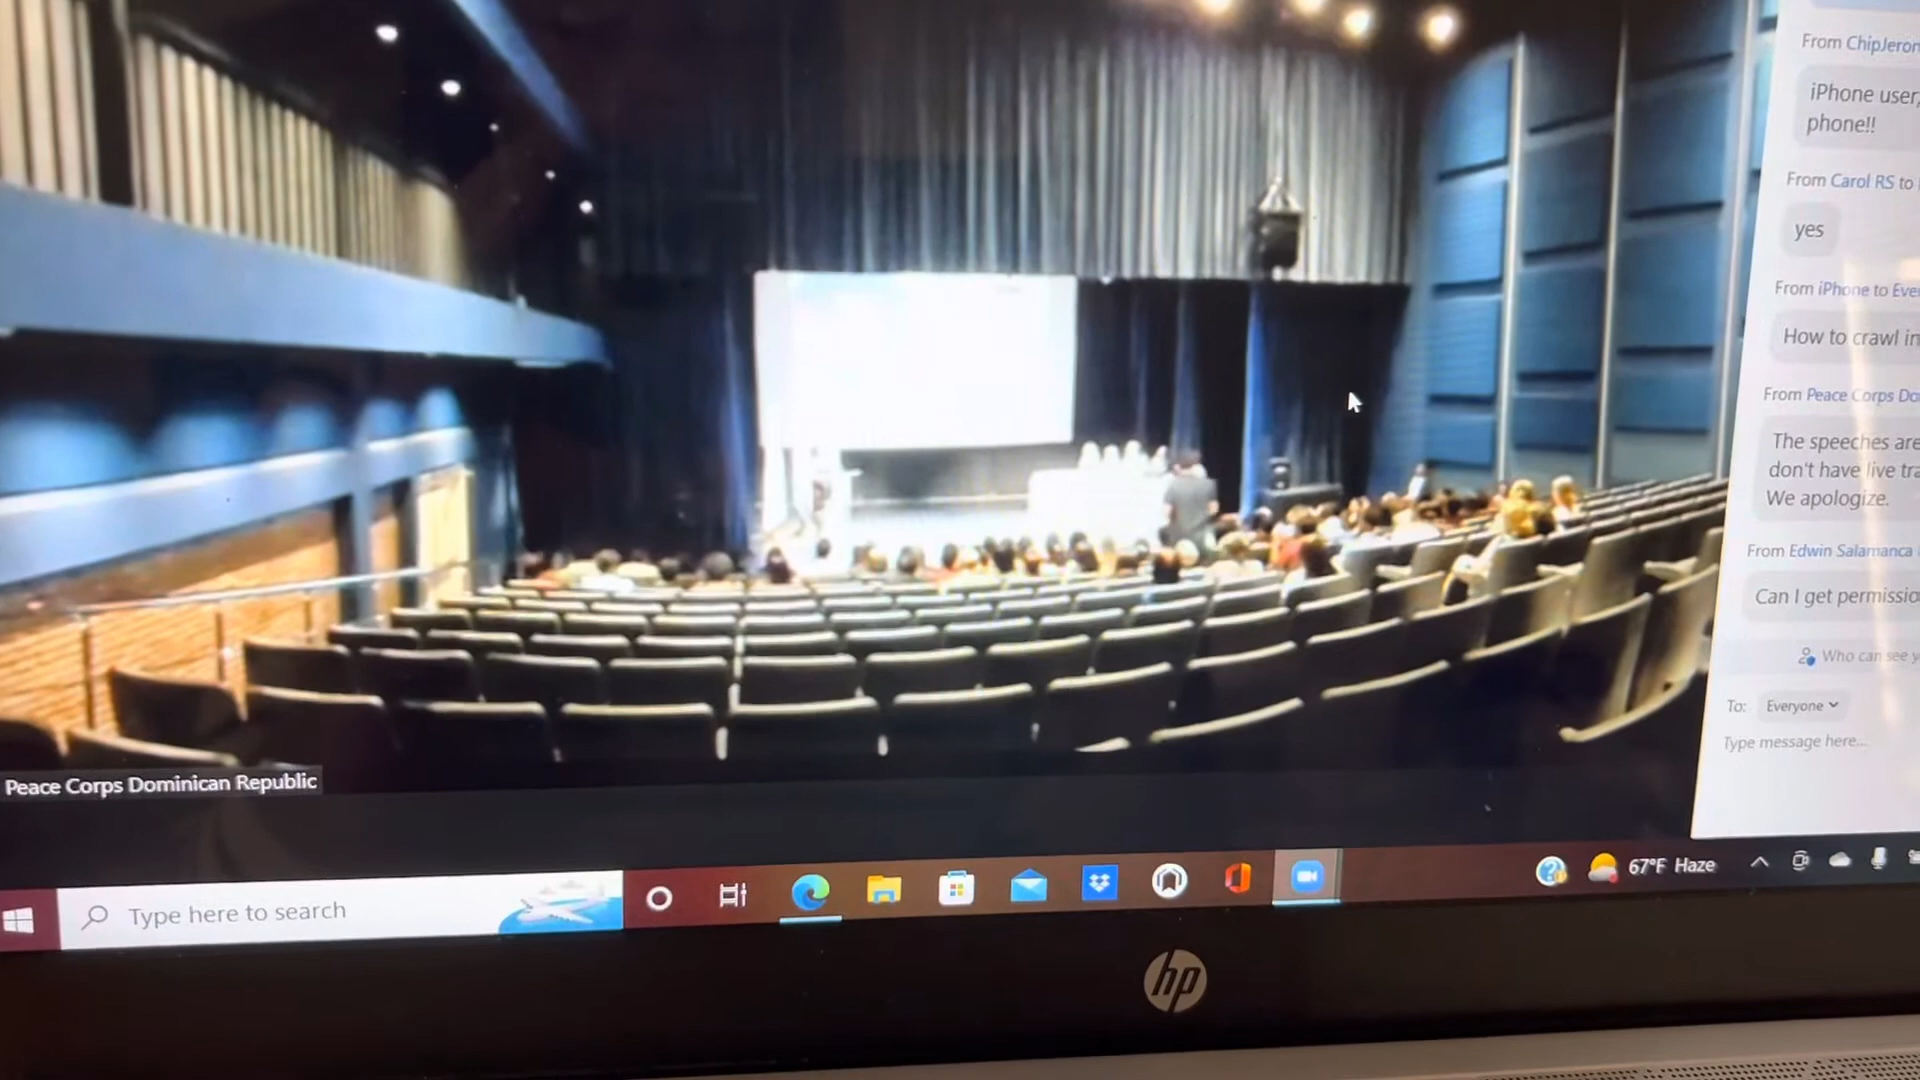 From ChipJeron
iPhone user,
phone!!
From Carol RS to
yes
From iPhone to Eve
How to crawl in
From Peace Corps Do
The speeches are
don't have live tra
We apologize.
From Edwin Salamanca
Can I get permissio
Who can see y
To: Everyone
Type message here...
Peace Corps Dominican Republic
Type here to search
67°F Haze
hp